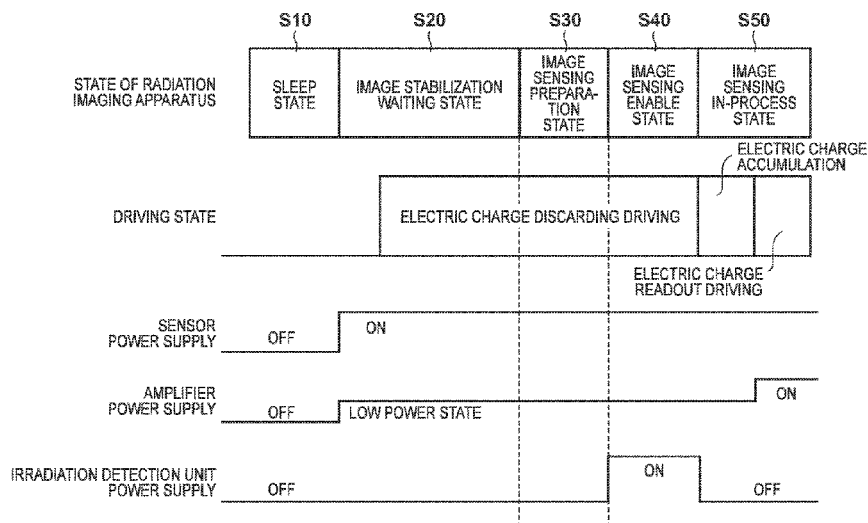 S10
S20
S30
S40
S50
STATE OF RADIATION
IMAGING APPARATUS
SLEEP
STATE
IMAGE STABILIZATION
WAITING STATE
IMAGE
SENSING
PREPARA-
TION
STATE
IMAGE
SENSING
ENABLE
STATE
IMAGE
SENSING
IN-PROCESS
STATE
ELECTRIC CHARGE
ACCUMULATION
DRIVING STATE
ELECTRIC CHARGE DISCARDING DRIVING
ELECTRIC CHARGE
READOUT DRIVING
SENSOR
POWER SUPPLY
OFF
ON
AMPLIFIER
POWER SUPPLY
OFF
LOW POWER STATE
ON
IRRADIATION DETECTION UNIT
POWER SUPPLY
OFF
ON
OFF